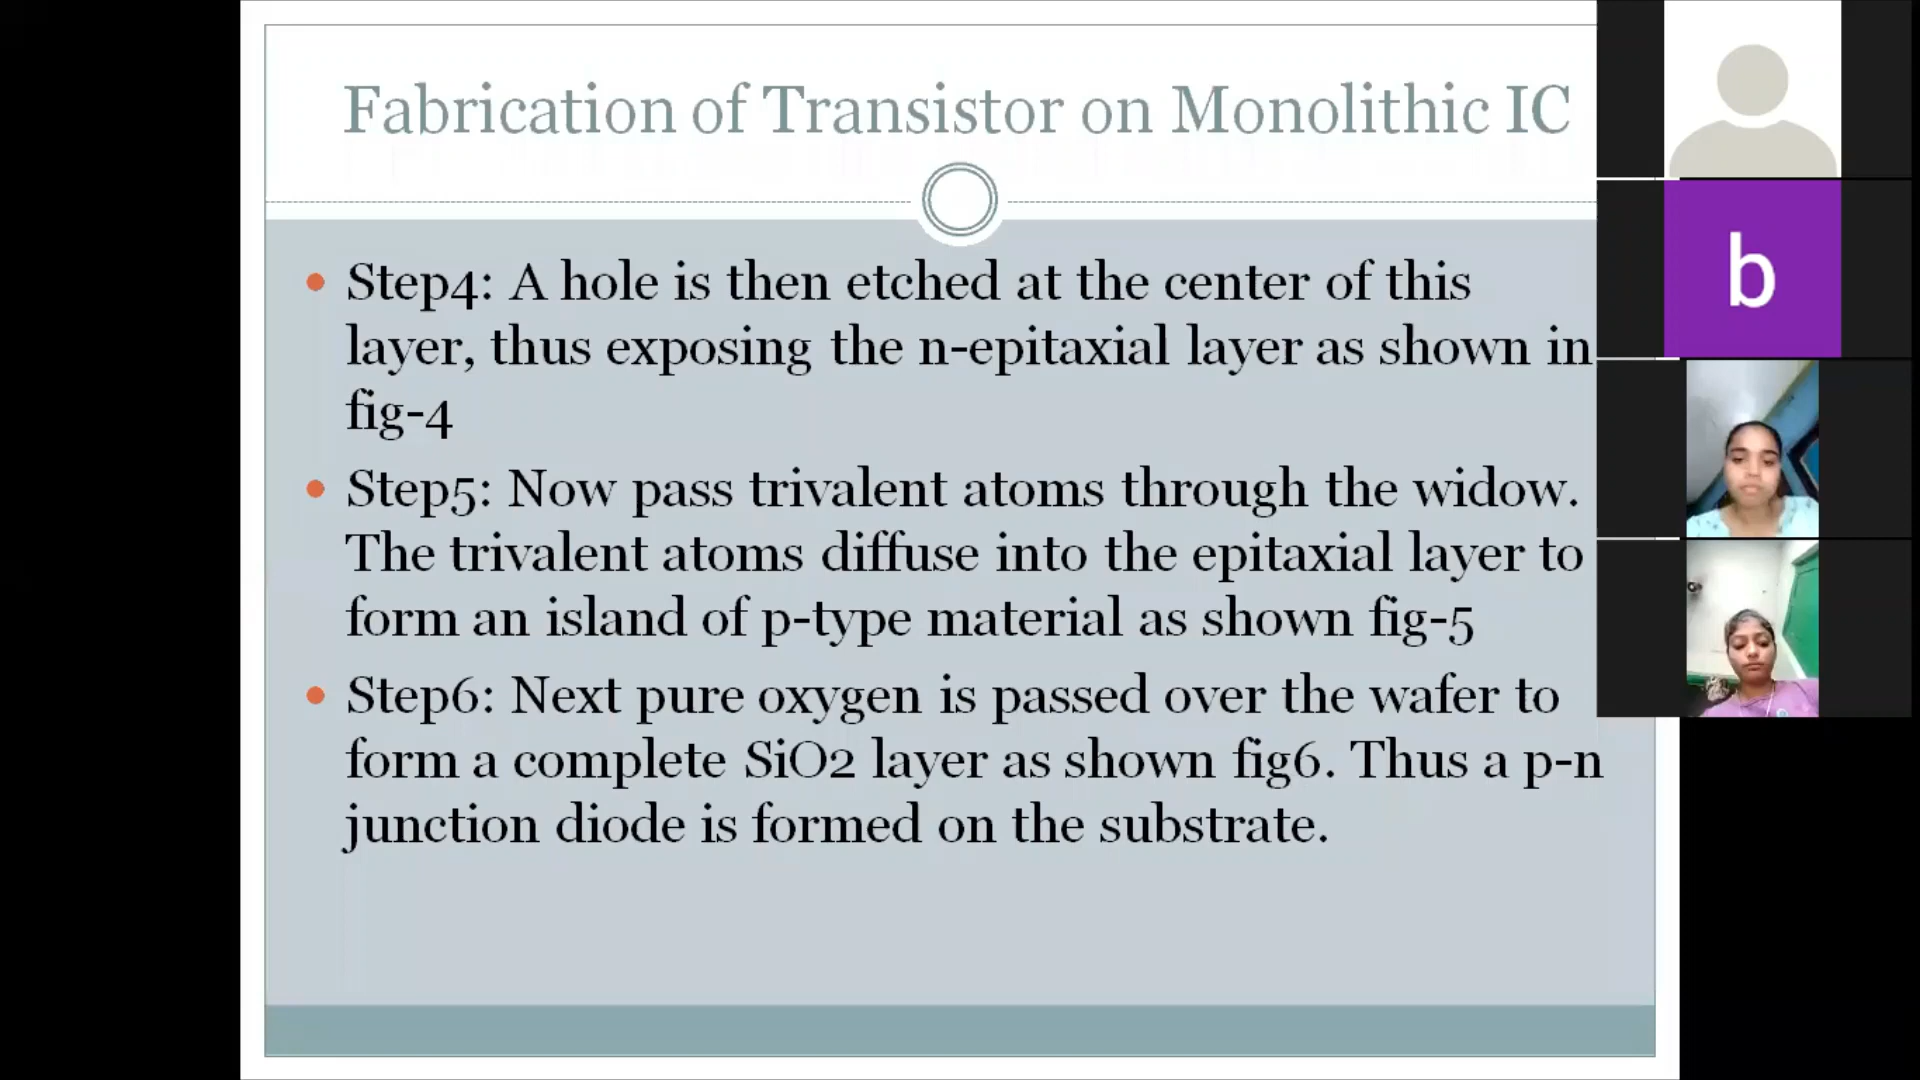 Fabrication of Transistor on Monolithic IC
b
Step4: A hole is then etched at the center of this
layer, thus exposing the n-epitaxial layer as shown in
fig-4
Step5: Now pass trivalent atoms through the widow.
The trivalent atoms diffuse into the epitaxial layer to
form an island of p-type material as shown fig-5
Step6: Next pure oxygen is passed over the wafer to
form a complete SiO2 layer as shown fig6. Thus a p-n
junction diode is formed on the substrate.